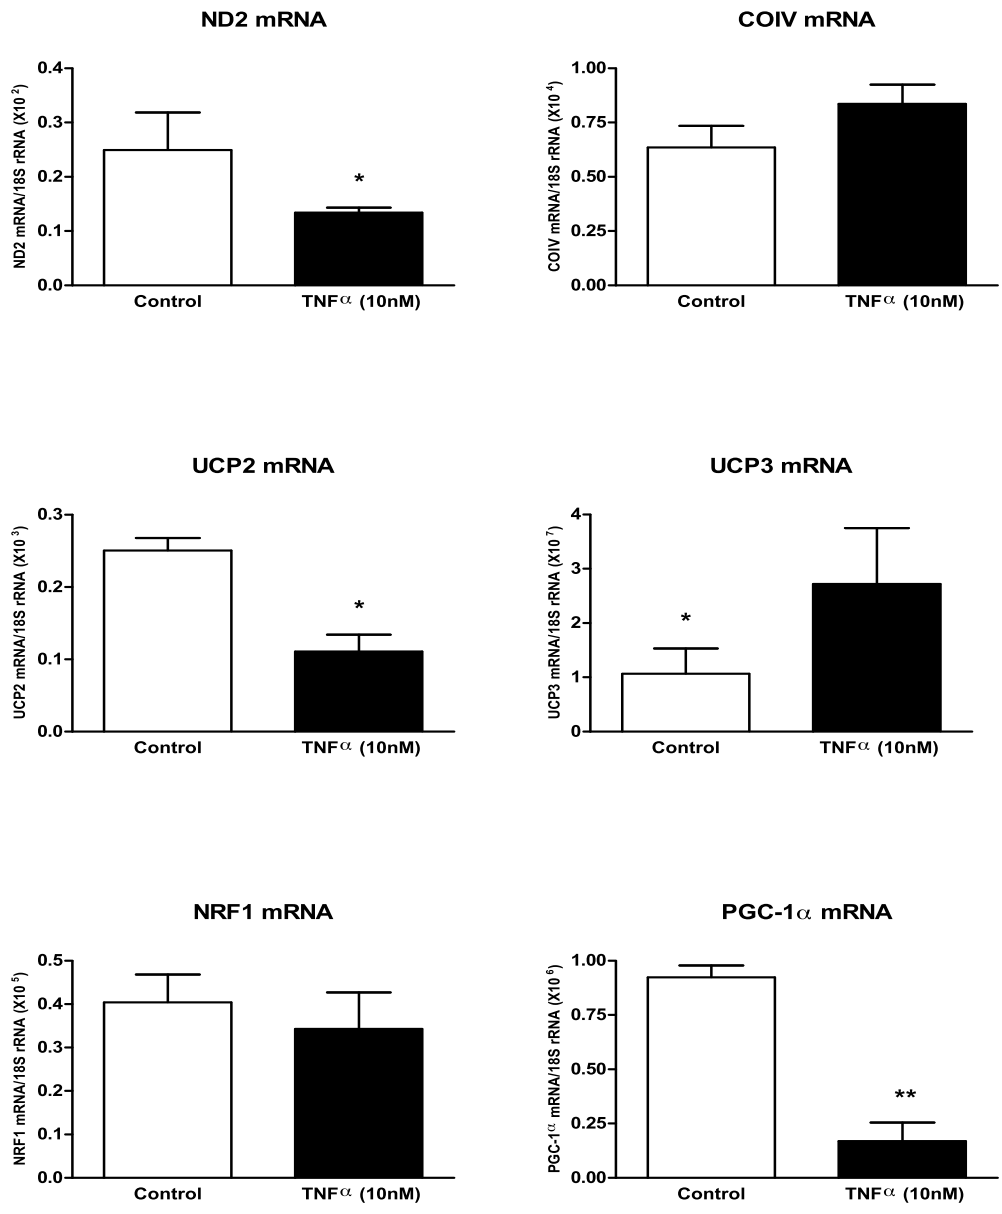 ND2 mRNA
ND2 mRNA/18S rRNA (X10 2)
0.4
0.3
0.2
0.1
0.0
*
Control
TNFα (10nM)
COIV mRNA
COIV mRNA/18S rRNA (X10 4)
1.00
0.75
0.50
0.25
0.00
Control
TNFα (10nM)
UCP2 mRNA
UCP2 mRNA/18S rRNA (X10 3)
0.3
0.2
0.1
0.0
*
Control
TNFα (10nM)
UCP3 mRNA
UCP3 mRNA/18S rRNA (X10 7)
4
3
2
1
0
*
Control
TNFα (10nM)
NRF1 mRNA
NRF1 mRNA/18S rRNA (X10 5)
0.5
0.4
0.3
0.2
0.1
0.0
Control
TNFα (10nM)
PGC-1α mRNA
PGC-1α mRNA/18S rRNA (X10 6)
1.00
0.75
0.50
0.25
0.00
**
Control
TNFα (10nM)